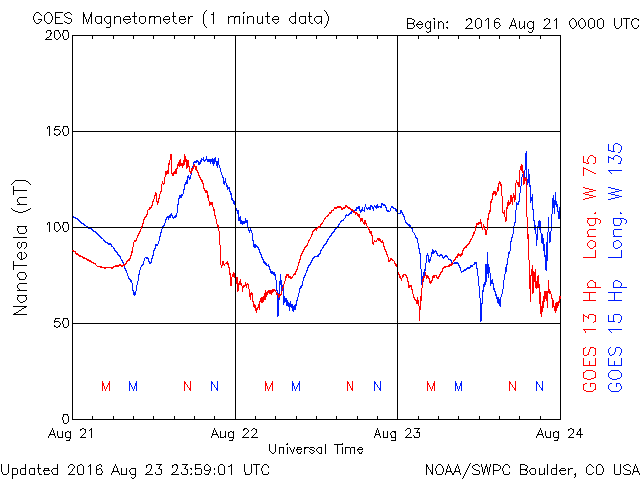 GOES Magnetometer (1 minute data)
Begin: 2016 Aug 21 0000 UTC
200
150
100
50
0
NanoTesla (nT)
GOES 13 Hp Long. W 75
GOES 15 Hp Long. W 135
M M N N M M N N M M N N
Aug 21 Aug 22 Aug 23 Aug 24
Universal Time
Updated 2016 Aug 23 23:59:01 UTC
NOAA/SWPC Boulder, CO USA